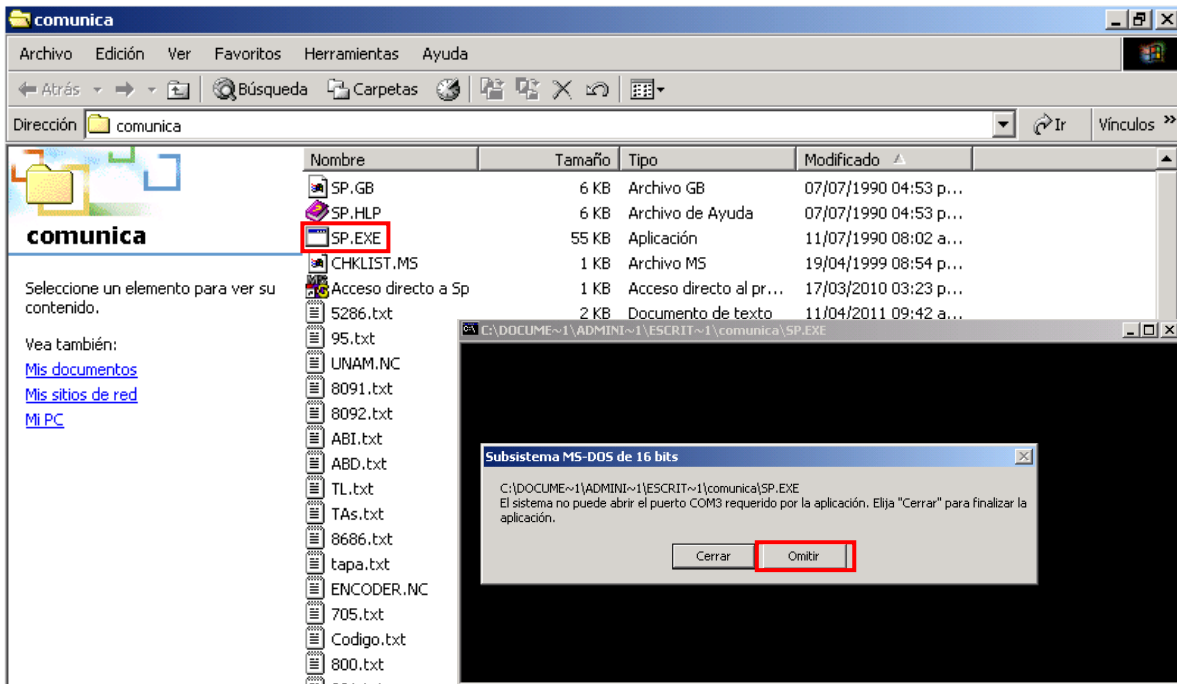 comunica
Archivo Edición Ver Favoritos Herramientas Ayuda
Atrás Búsqueda Carpetas
Dirección comunica Ir Vínculos »
Nombre Tamaño Tipo Modificado
SP.GB 6 KB Archivo GB 07/07/1990 04:53 p...
SP.HLP 6 KB Archivo de Ayuda 07/07/1990 04:53 p...
SP.EXE 55 KB Aplicación 11/07/1990 08:02 a...
CHKLIST.MS 1 KB Archivo MS 19/04/1999 08:54 p...
Acceso directo a Sp 1 KB Acceso directo al pr... 17/03/2010 03:23 p...
5286.txt 2 KB Documento de texto 11/04/2011 09:42 a...
95.txt
UNAM.NC
8091.txt
8092.txt
ABI.txt
ABD.txt
TL.txt
TAs.txt
8686.txt
tapa.txt
ENCODER.NC
705.txt
Codigo.txt
800.txt
comunica
Seleccione un elemento para ver su
contenido.
Vea también:
Mis documentos
Mis sitios de red
Mi PC
C:\DOCUME~1\ADMINI~1\ESCRIT~1\comunica\SP.EXE
Subsistema MS-DOS de 16 bits
C:\DOCUME~1\ADMINI~1\ESCRIT~1\comunica\SP.EXE
El sistema no puede abrir el puerto COM3 requerido por la aplicación. Elija "Cerrar" para finalizar la
aplicación.
Cerrar Omitir